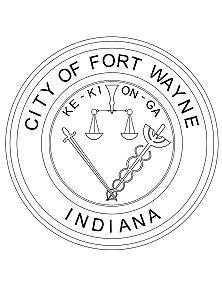 CITY OF FORT WAYNE
KE-KI ON-GA
INDIANA